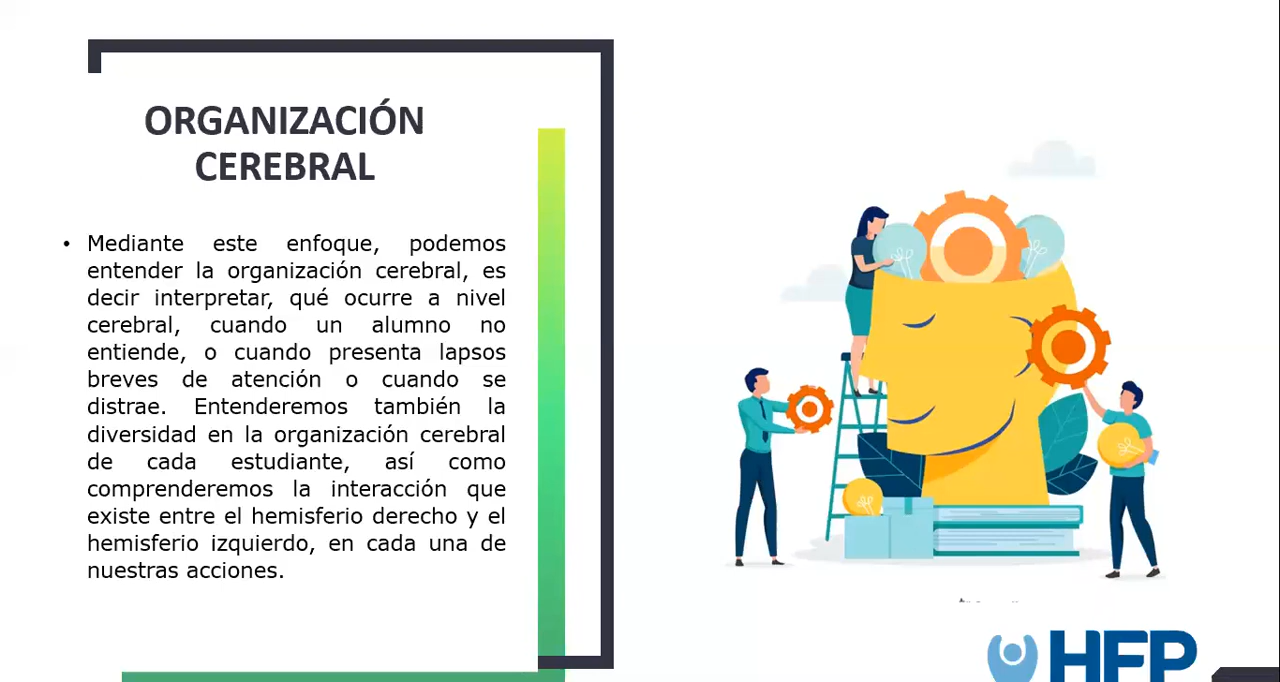 ORGANIZACIÓN
CEREBRAL
• Mediante este enfoque, podemos
entender la organización cerebral, es
decir interpretar, qué ocurre a nivel
cerebral, cuando un alumno no
entiende, o cuando presenta lapsos
breves de atención o cuando se
distrae. Entenderemos también la
diversidad en la organización cerebral
de cada estudiante, así como
comprenderemos la interacción que
existe entre el hemisferio derecho y el
hemisferio izquierdo, en cada una de
nuestras acciones.
HFP